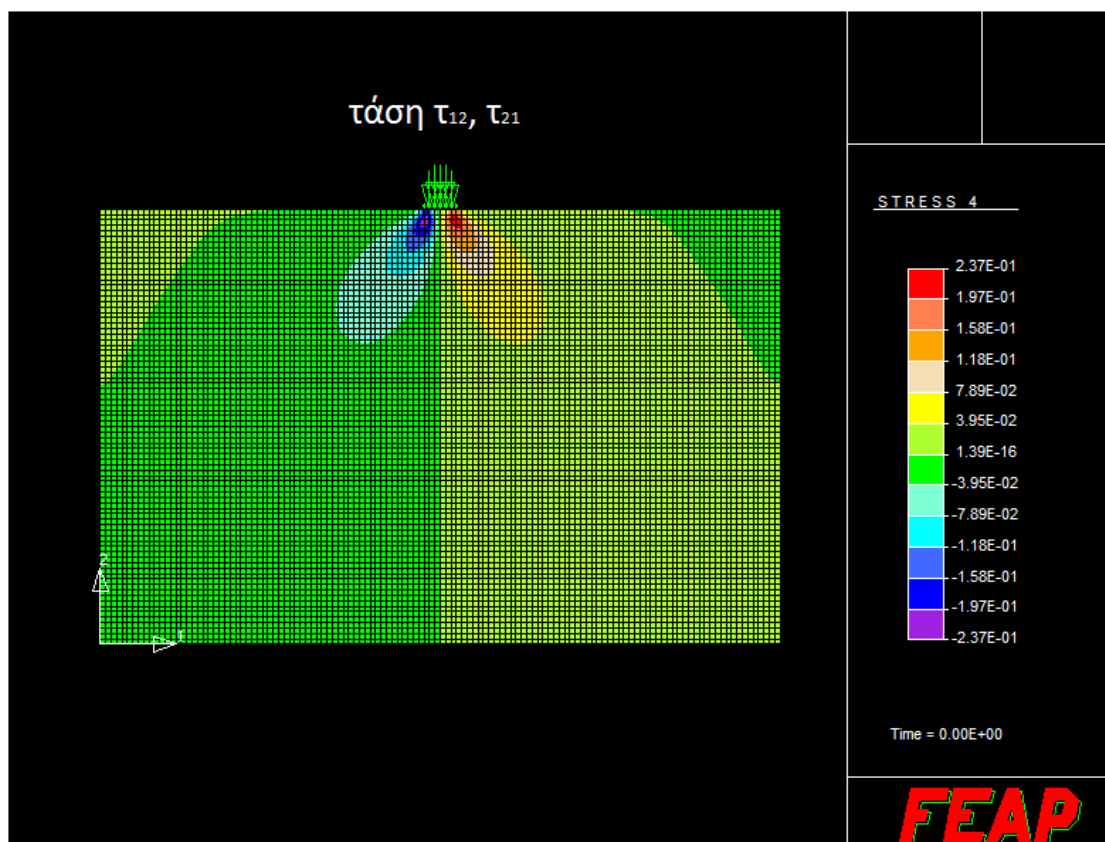 τάση τ₁₂, τ₂₁
STRESS 4
2.37E-01
1.97E-01
1.58E-01
1.18E-01
7.89E-02
3.95E-02
1.39E-16
-3.95E-02
-7.89E-02
-1.18E-01
-1.58E-01
-1.97E-01
-2.37E-01
2
1
Time = 0.00E+00
FEAP